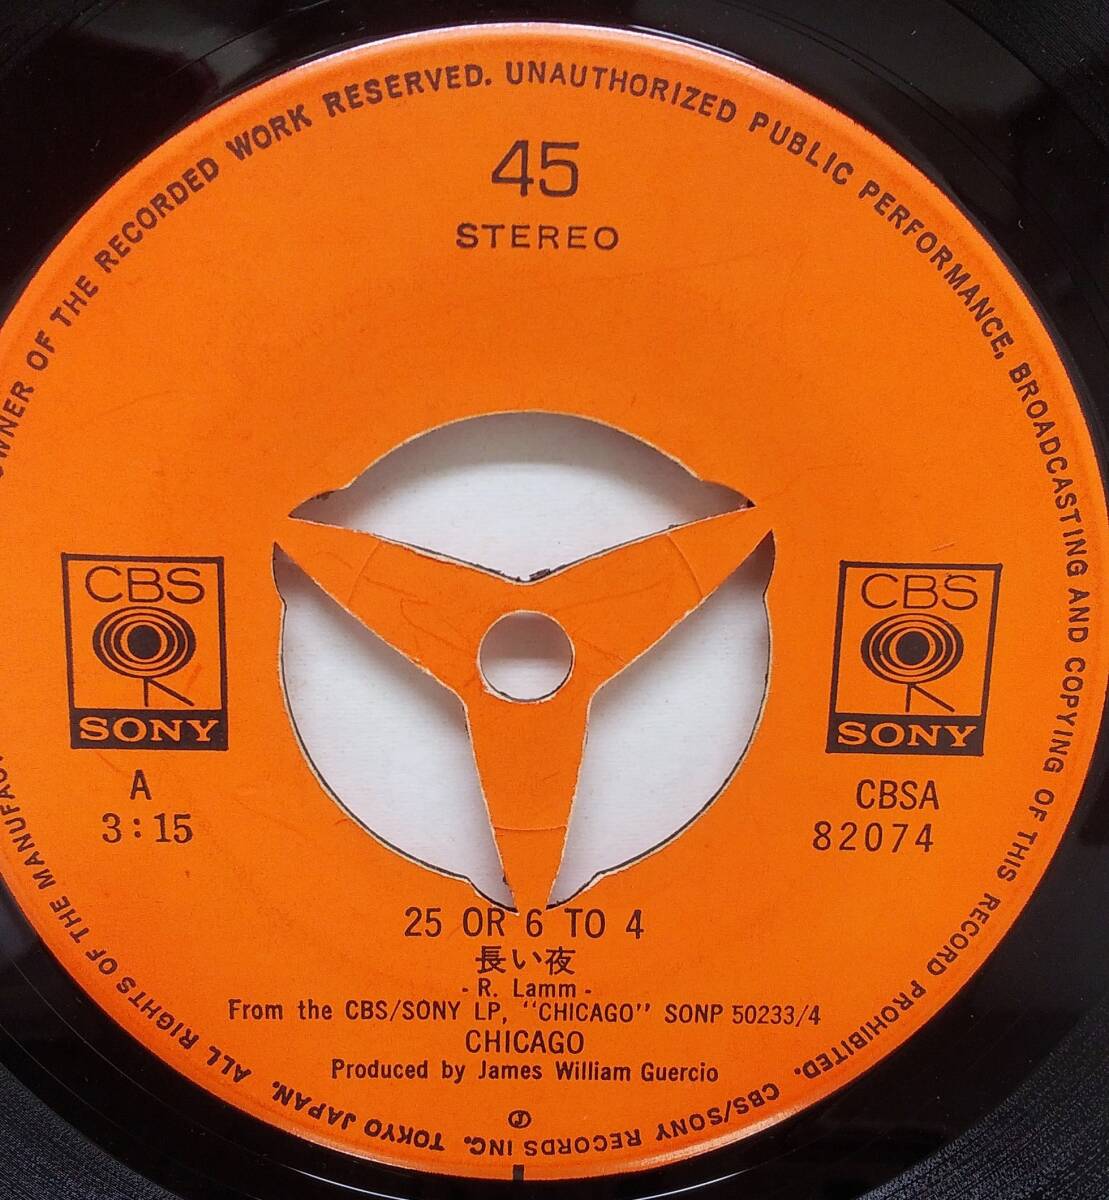 ALL RIGHTS OF THE MANUFAC
OWNER OF THE RECORDED WORK RESERVED. UNAUTHORIZED PUBLIC PERFORMANCE, BROADCASTING AND COPYING OF THIS RECORD PROHIBITED. CBS/SONY RECORDS INC. TOKYO JAPAN.
45
STEREO
CBS
SONY
CBS
SONY
A
3:15
CBSA
82074
25 OR 6 TO 4
長い夜
- R. Lamm -
From the CBS/SONY LP, "CHICAGO" SONP 50233/4
CHICAGO
Produced by James William Guercio
J